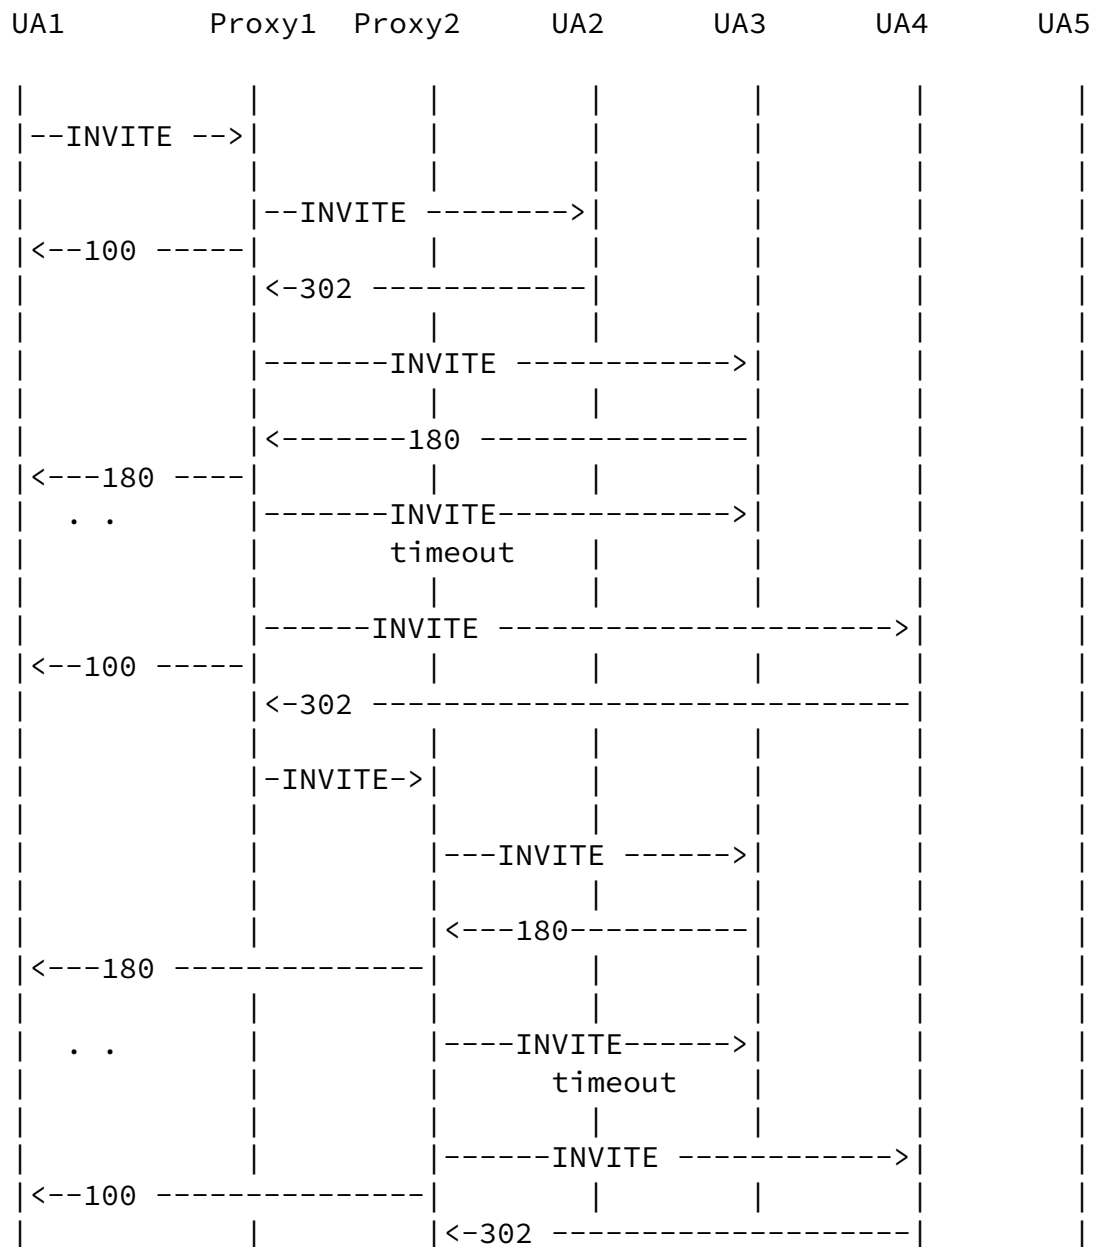 UA1 Proxy1 Proxy2 UA2 UA3 UA4 UA5
|--INVITE -->|
|--INVITE -------->|
|<--100 -----|
|<-302 ------------|
|-------INVITE ------------>|
|<-------180 ---------------|
|<---180 ----|
. . |-------INVITE------------->|
timeout
|------INVITE ---------------------->|
|<--100 -----|
|<-302 ------------------------------|
|-INVITE->|
|---INVITE ------>|
|<---180----------|
|<---180 --------------|
. . |----INVITE------>|
timeout
|------INVITE ----------->|
|<--100 ---------------|
|<-302 --------------------|